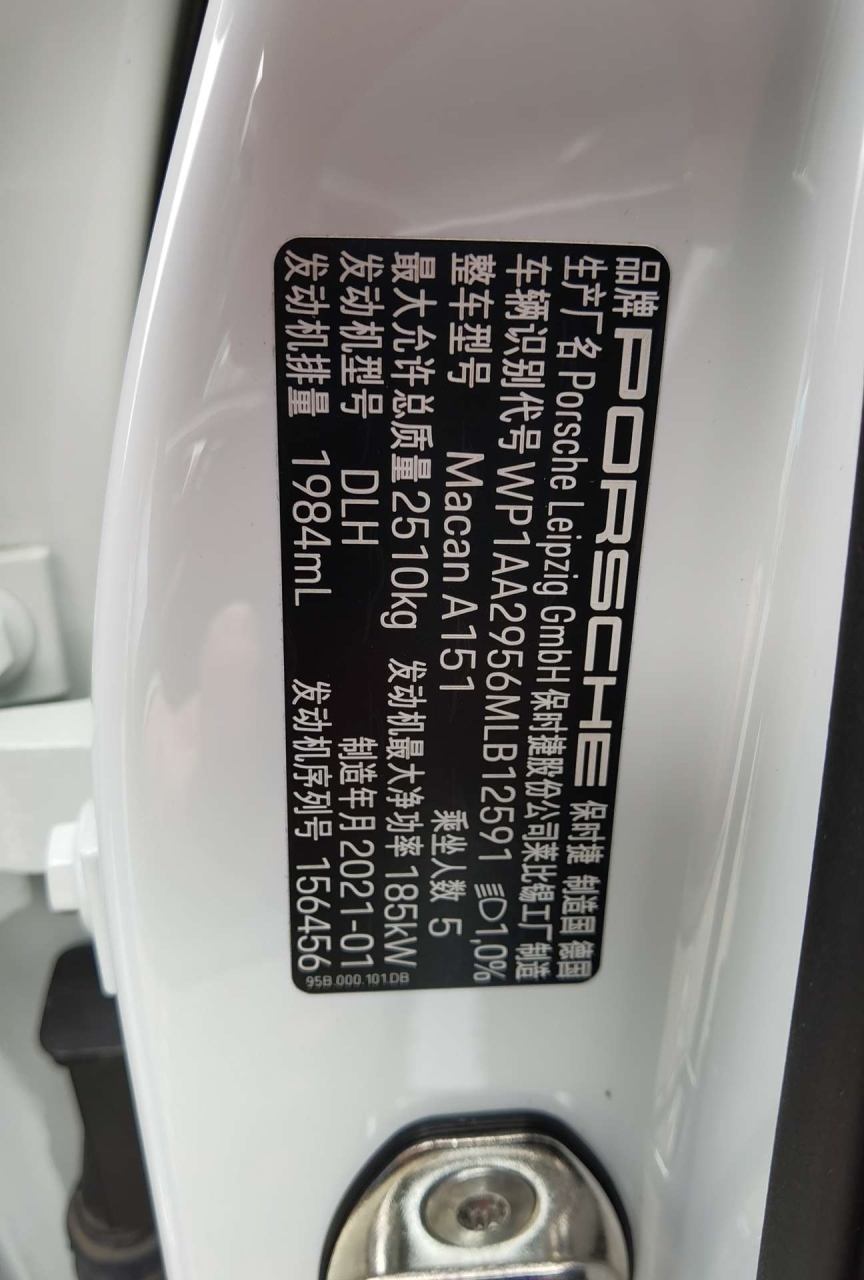 品牌 PORSCHE 保时捷 制造国 德国
生产厂名 Porsche Leipzig GmbH 保时捷股份公司莱比锡工厂制造
车辆识别代号 WP1AA2956MLB12591 1,0%
整车型号 Macan A151 乘坐人数 5
最大允许总质量 2510kg 发动机最大净功率 185kW
发动机型号 DLH 制造年月 2021-01
发动机排量 1984mL 发动机序列号 156456
95B.000.101.DB